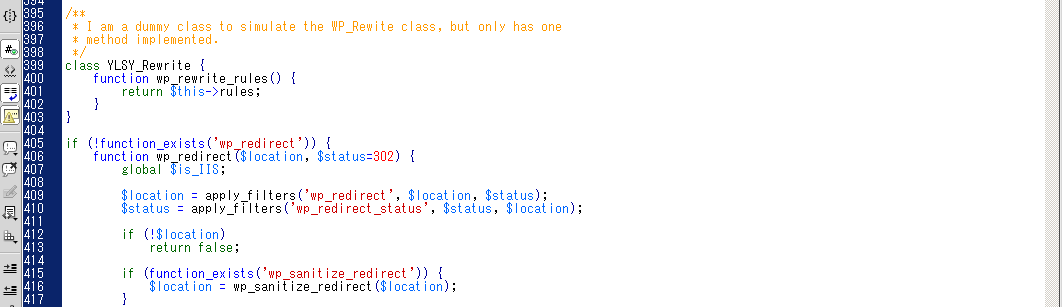 394
395 /**
396 * I am a dummy class to simulate the WP_Rewite class, but only has one
397 * method implemented.
398 */
399 class YLSY_Rewrite {
400 function wp_rewrite_rules() {
401 return $this->rules;
402 }
403 }
404
405 if (!function_exists('wp_redirect')) {
406 function wp_redirect($location, $status=302) {
407 global $is_IIS;
408
409 $location = apply_filters('wp_redirect', $location, $status);
410 $status = apply_filters('wp_redirect_status', $status, $location);
411
412 if (!$location)
413 return false;
414
415 if (function_exists('wp_sanitize_redirect')) {
416 $location = wp_sanitize_redirect($location);
417 }